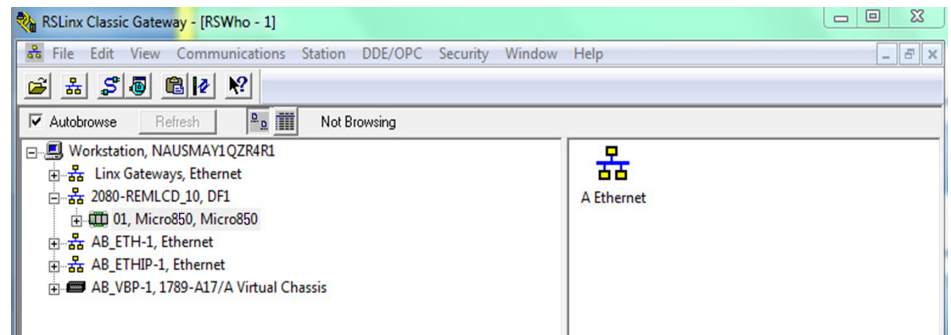 RSLinx Classic Gateway - [RSWho - 1]
File Edit View Communications Station DDE/OPC Security Window Help
Autobrowse Refresh Not Browsing
Workstation, NAUSMAY1QZR4R1
Linx Gateways, Ethernet
2080-REMLCD_10, DF1
01, Micro850, Micro850
AB_ETH-1, Ethernet
AB_ETHIP-1, Ethernet
AB_VBP-1, 1789-A17/A Virtual Chassis
A Ethernet